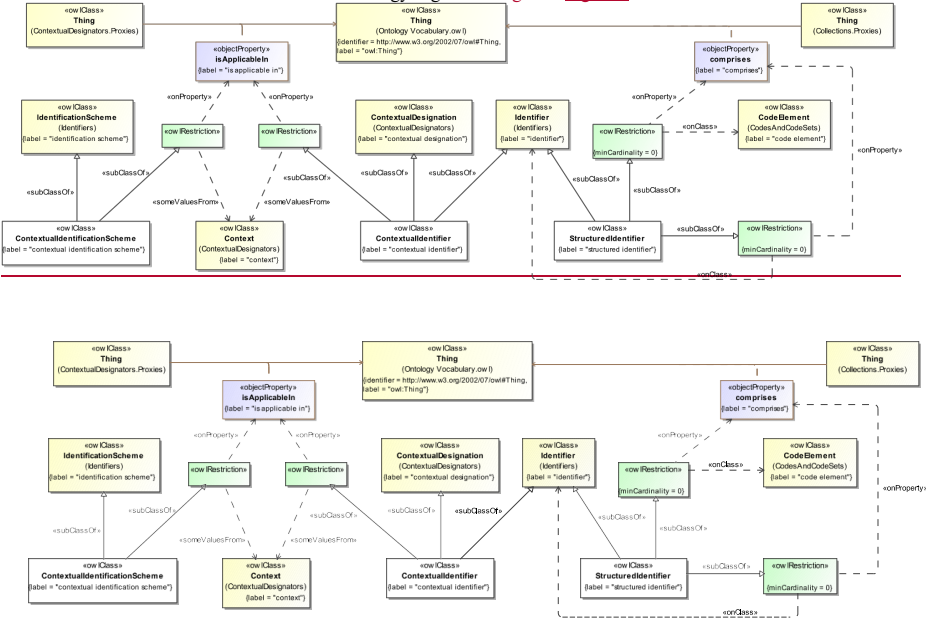 «owlClass»
Thing
(ContextualDesignators.Proxies)
«owlClass»
Thing
(Ontology Vocabulary.owl)
{identifier = http://www.w3.org/2002/07/owl#Thing,
label = "owl:Thing"}
«owlClass»
Thing
(Collections.Proxies)
«objectProperty»
isApplicableIn
{label = "is applicable in"}
«objectProperty»
comprises
{label = "comprises"}
«onProperty»
«onProperty»
«onProperty»
«owlClass»
IdentificationScheme
(Identifiers)
{label = "identification scheme"}
«owlRestriction»
«owlRestriction»
«owlClass»
ContextualDesignation
(ContextualDesignators)
{label = "contextual designation"}
«owlClass»
Identifier
(Identifiers)
{label = "identifier"}
«owlRestriction»
{minCardinality = 0}
«onClass»
«owlClass»
CodeElement
(CodesAndCodeSets)
{label = "code element"}
«onProperty»
«subClassOf»
«subClassOf»
«subClassOf»
«subClassOf»
«subClassOf»
«subClassOf»
«someValuesFrom»
«someValuesFrom»
«owlClass»
ContextualIdentificationScheme
{label = "contextual identification scheme"}
«owlClass»
Context
(ContextualDesignators)
{label = "context"}
«owlClass»
ContextualIdentifier
{label = "contextual identifier"}
«owlClass»
StructuredIdentifier
{label = "structured identifier"}
«subClassOf»
«owlRestriction»
{minCardinality = 0}
«onClass»
«owlClass»
Thing
(ContextualDesignators.Proxies)
«owlClass»
Thing
(Ontology Vocabulary.owl)
{identifier = http://www.w3.org/2002/07/owl#Thing,
label = "owl:Thing"}
«owlClass»
Thing
(Collections.Proxies)
«objectProperty»
isApplicableIn
{label = "is applicable in"}
«objectProperty»
comprises
{label = "comprises"}
«onProperty»
«onProperty»
«onProperty»
«owlClass»
IdentificationScheme
(Identifiers)
{label = "identification scheme"}
«owlRestriction»
«owlRestriction»
«owlClass»
ContextualDesignation
(ContextualDesignators)
{label = "contextual designation"}
«owlClass»
Identifier
(Identifiers)
{label = "identifier"}
«owlRestriction»
{minCardinality = 0}
«onClass»
«owlClass»
CodeElement
(CodesAndCodeSets)
{label = "code element"}
«onProperty»
«subClassOf»
«subClassOf»
«subClassOf»
«subClassOf»
«subClassOf»
«subClassOf»
«someValuesFrom»
«someValuesFrom»
«owlClass»
ContextualIdentificationScheme
{label = "contextual identification scheme"}
«owlClass»
Context
(ContextualDesignators)
{label = "context"}
«owlClass»
ContextualIdentifier
{label = "contextual identifier"}
«owlClass»
StructuredIdentifier
{label = "structured identifier"}
«subClassOf»
«owlRestriction»
{minCardinality = 0}
«onClass»